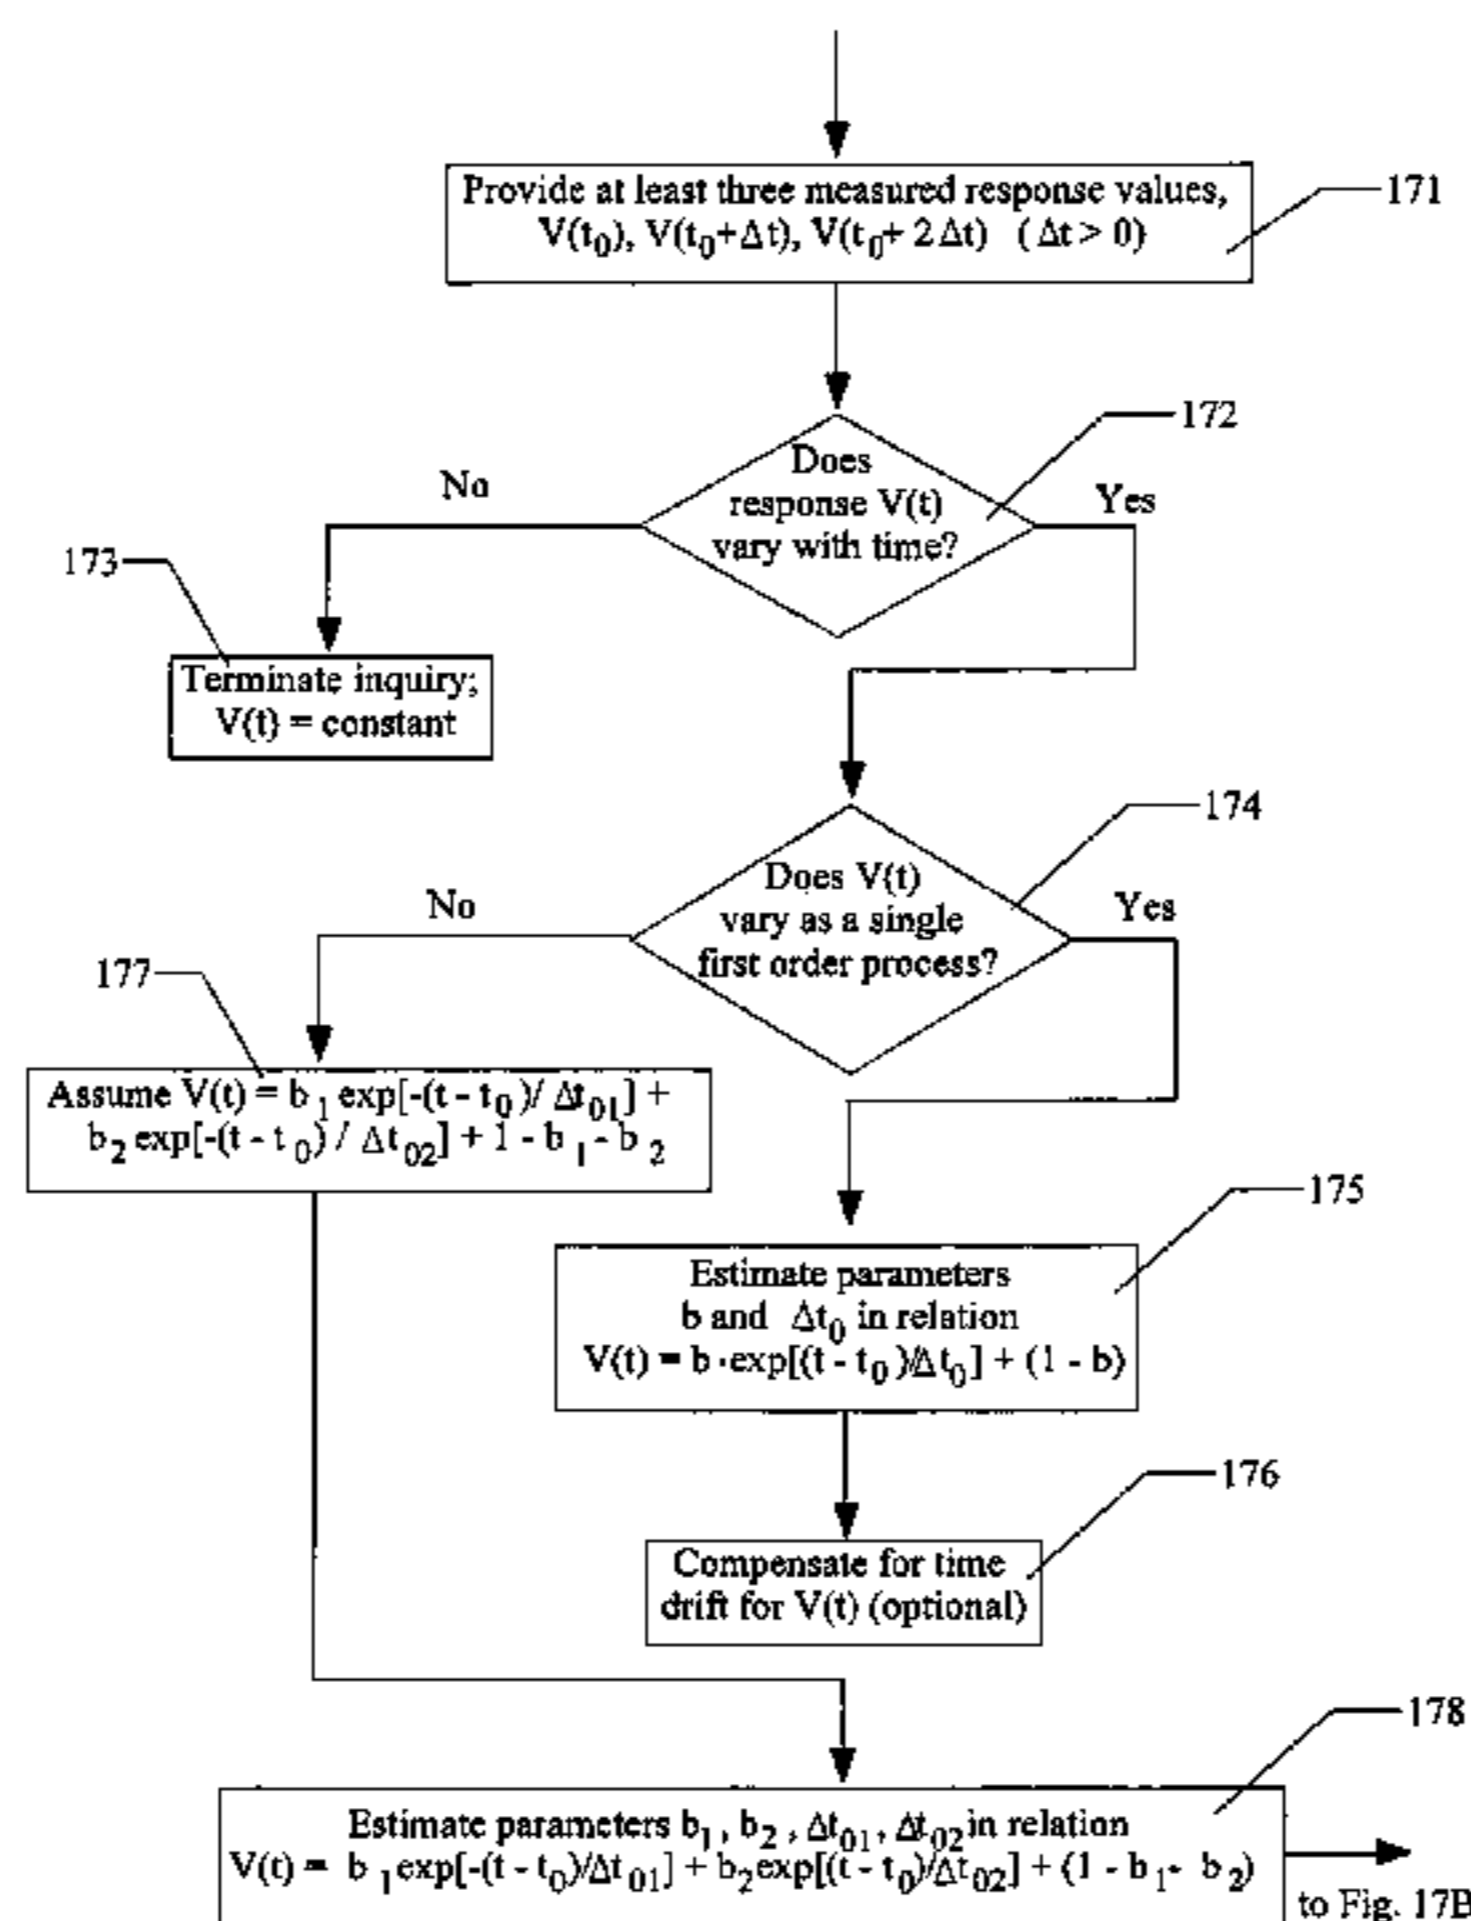 Provide at least three measured response values,
V(t₀), V(t₀+Δt), V(t₀+ 2Δt) (Δt > 0)
171
172
Does
response V(t)
vary with time?
No
Yes
173
Terminate inquiry;
V(t) = constant
174
Does V(t)
vary as a single
first order process?
No
Yes
177
Assume V(t) = b₁ exp[-(t - t₀)/ Δt₀₁] +
b₂ exp[-(t - t₀) / Δt₀₂] + 1 - b₁ - b₂
175
Estimate parameters
b and Δt₀ in relation
V(t) = b·exp[(t - t₀)/Δt₀] + (1 - b)
176
Compensate for time
drift for V(t) (optional)
178
Estimate parameters b₁, b₂, Δt₀₁, Δt₀₂ in relation
V(t) = b₁exp[-(t - t₀)/Δt₀₁] + b₂exp[(t - t₀)/Δt₀₂] + (1 - b₁- b₂)
to Fig. 17B